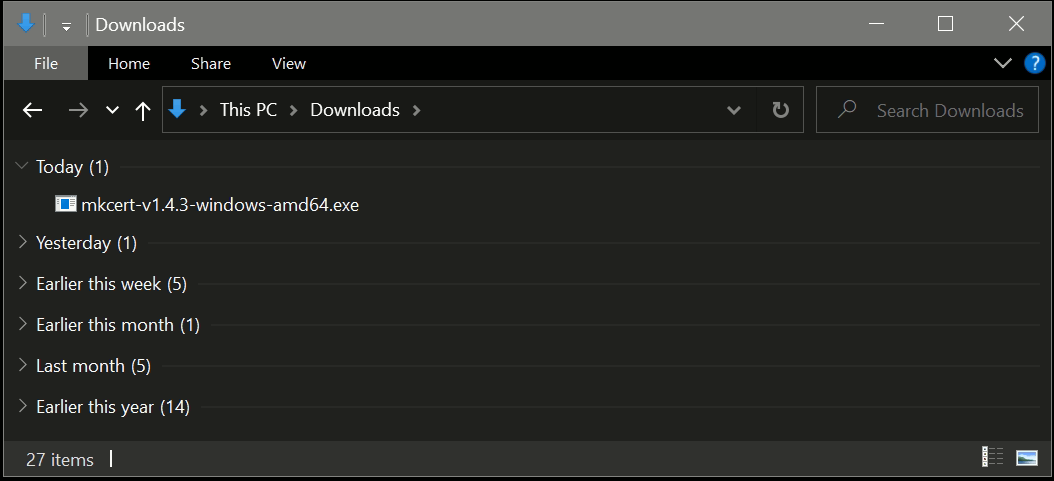 Downloads
File Home Share View ?
This PC Downloads Search Downloads
Today (1)
mkcert-v1.4.3-windows-amd64.exe
Yesterday (1)
Earlier this week (5)
Earlier this month (1)
Last month (5)
Earlier this year (14)
27 items